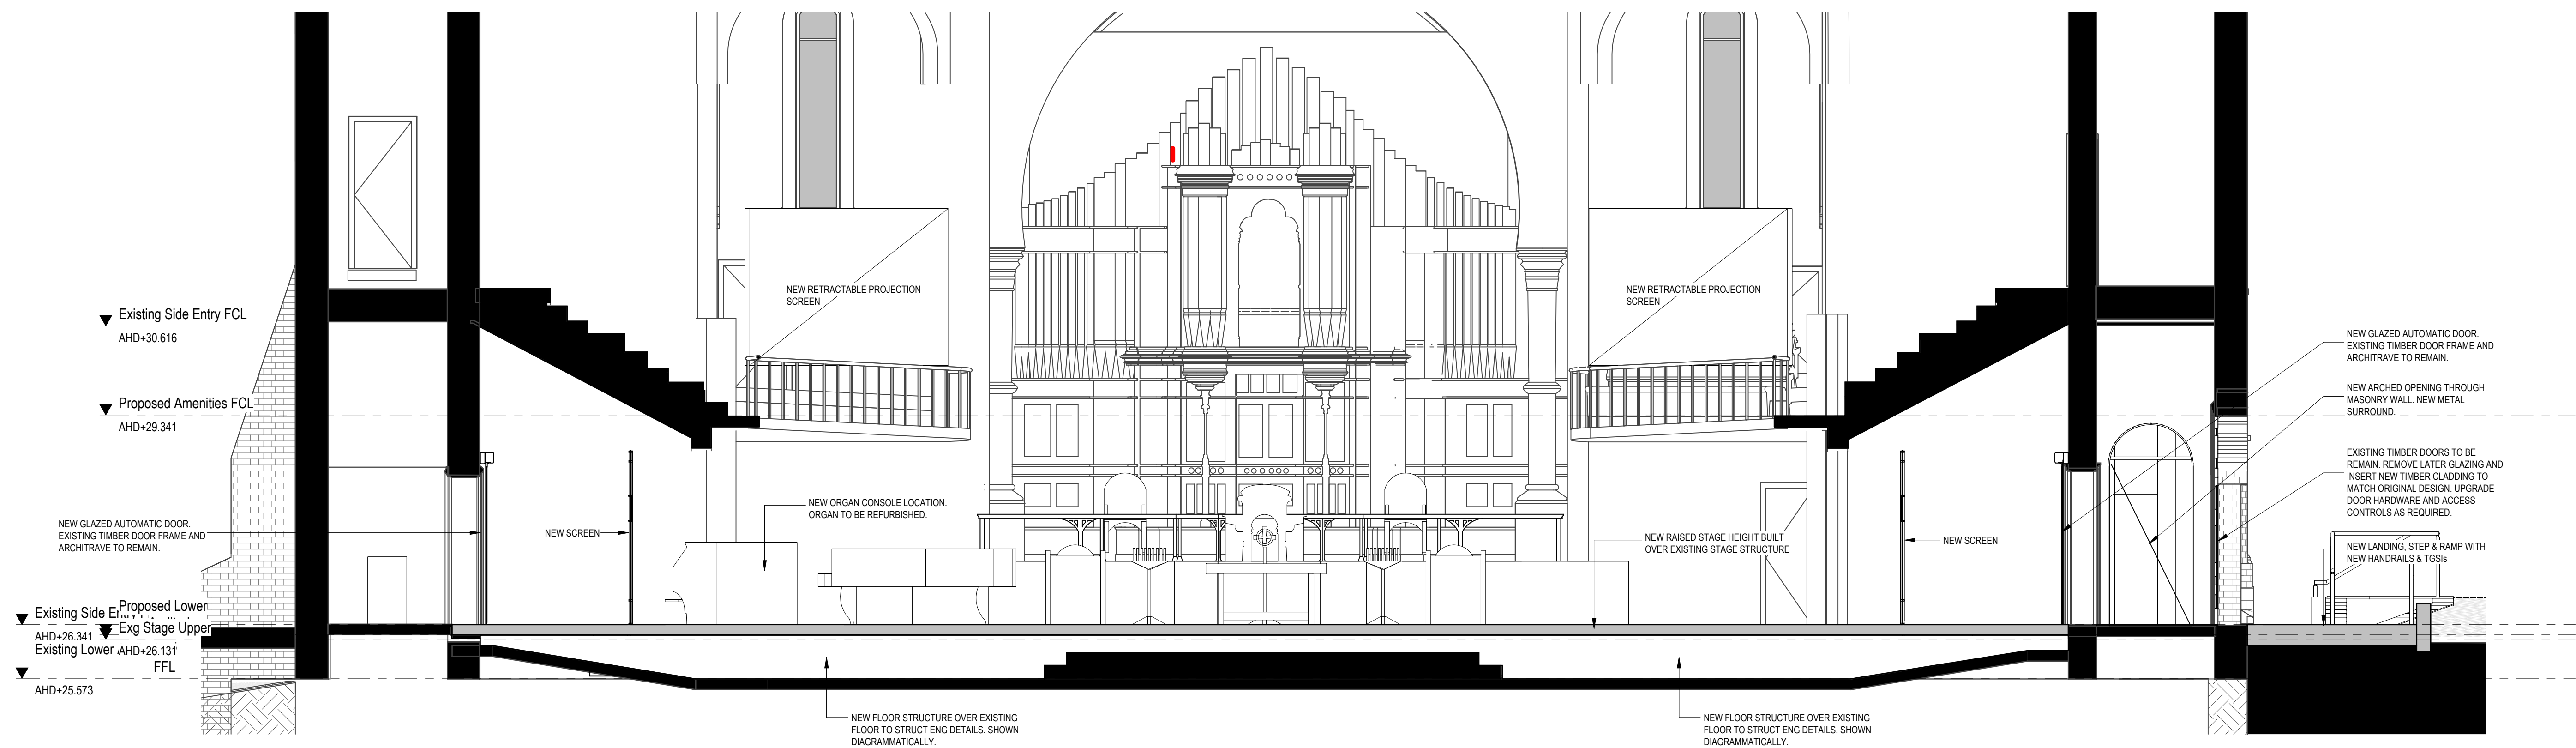 Existing Side Entry FCL
AHD+30.616
Proposed Amenities FCL
AHD+29.341
NEW GLAZED AUTOMATIC DOOR.
EXISTING TIMBER DOOR FRAME AND
ARCHITRAVE TO REMAIN.
NEW SCREEN
NEW RETRACTABLE PROJECTION
SCREEN
NEW ORGAN CONSOLE LOCATION.
ORGAN TO BE REFURBISHED.
NEW RETRACTABLE PROJECTION
SCREEN
NEW RAISED STAGE HEIGHT BUILT
OVER EXISTING STAGE STRUCTURE
NEW SCREEN
NEW GLAZED AUTOMATIC DOOR.
EXISTING TIMBER DOOR FRAME AND
ARCHITRAVE TO REMAIN.
NEW ARCHED OPENING THROUGH
MASONRY WALL. NEW METAL
SURROUND.
EXISTING TIMBER DOORS TO BE
REMAIN. REMOVE LATER GLAZING AND
INSERT NEW TIMBER CLADDING TO
MATCH ORIGINAL DESIGN. UPGRADE
DOOR HARDWARE AND ACCESS
CONTROLS AS REQUIRED.
NEW LANDING, STEP & RAMP WITH
NEW HANDRAILS & TGSIs
Existing Side
Proposed Lower
Exg Stage Upper
AHD+26.341
Existing Lower
AHD+26.131
FFL
AHD+25.573
NEW FLOOR STRUCTURE OVER EXISTING
FLOOR TO STRUCT ENG DETAILS. SHOWN
DIAGRAMMATICALLY.
NEW FLOOR STRUCTURE OVER EXISTING
FLOOR TO STRUCT ENG DETAILS. SHOWN
DIAGRAMMATICALLY.